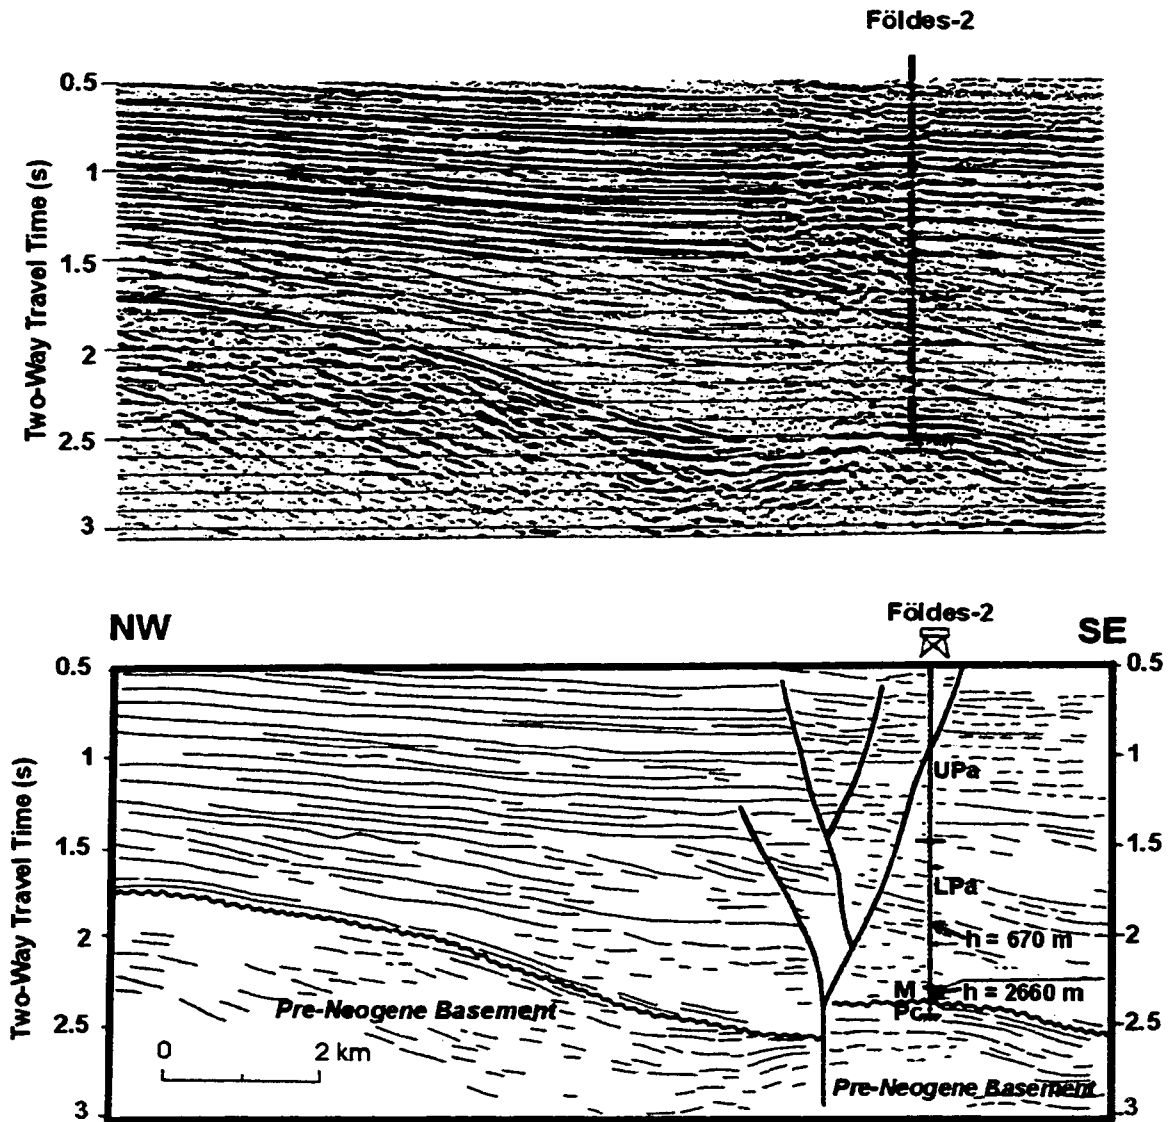 Földes-2
Two-Way Travel Time (s)
0.5
1
1.5
2
2.5
3
NW
Földes-2
SE
Two-Way Travel Time (s)
0.5
1
1.5
2
2.5
3
0.5
1
1.5
2
2.5
3
UPa
LPa
h = 670 m
M
h = 2660 m
Pc
Pre-Neogene Basement
0 2 km
Pre-Neogene Basement